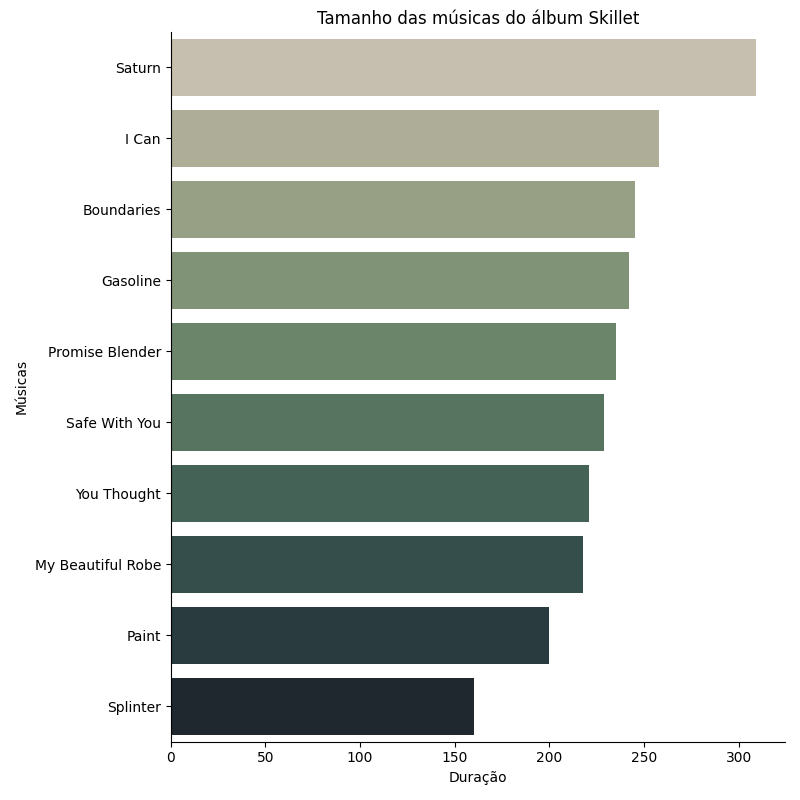 Tamanho das músicas do álbum Skillet
Saturn
I Can
Boundaries
Gasoline
Promise Blender
Safe With You
You Thought
My Beautiful Robe
Paint
Splinter
Músicas
0 50 100 150 200 250 300
Duração